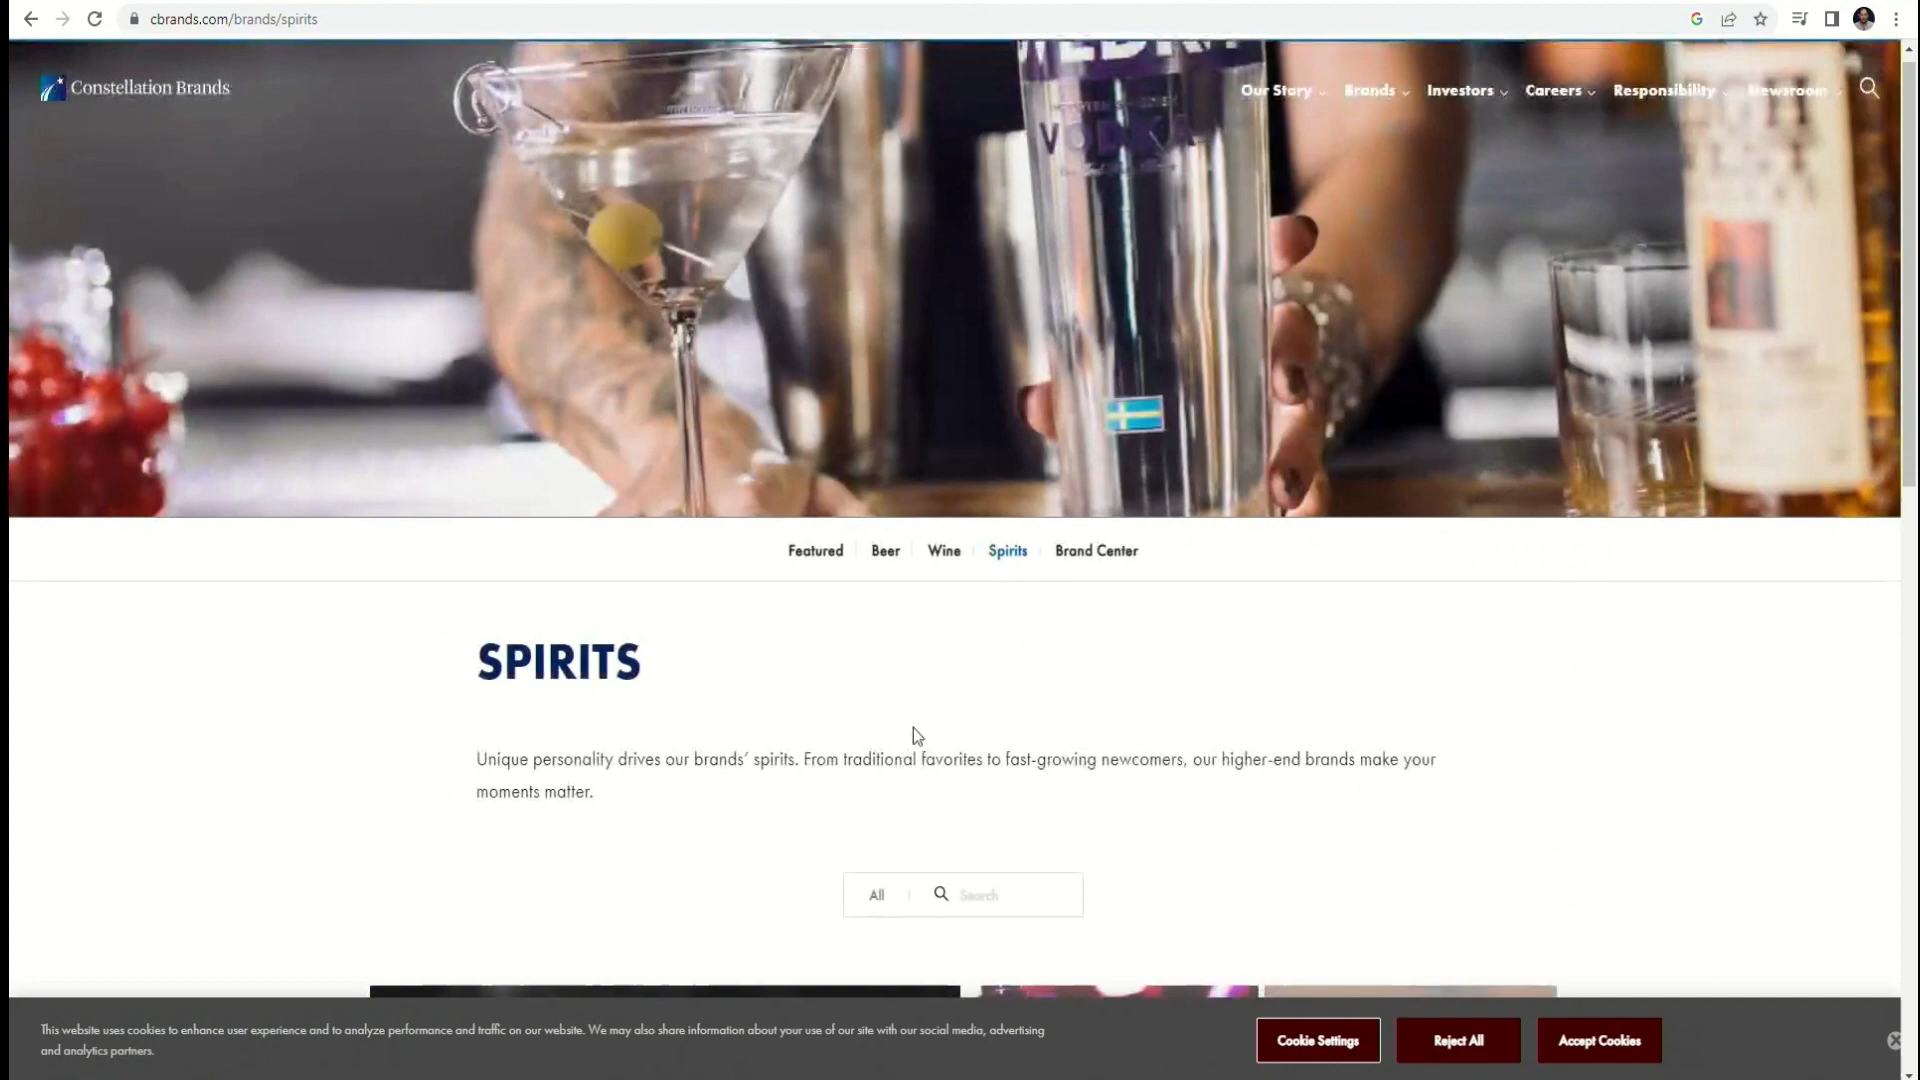 cbrands.com/brands/spirits
Constellation Brands
Our Story
Brands
Investors
Careers
Responsibility
Newsroom
VODKA
Featured
Beer
Wine
Spirits
Brand Center
SPIRITS
Unique personality drives our brands' spirits. From traditional favorites to fast-growing newcomers, our higher-end brands make your
moments matter.
All
Search
This website uses cookies to enhance user experience and to analyze performance and traffic on our website. We may also share information about your use of our site with our social media, advertising
and analytics partners.
Cookie Settings
Reject All
Accept Cookies